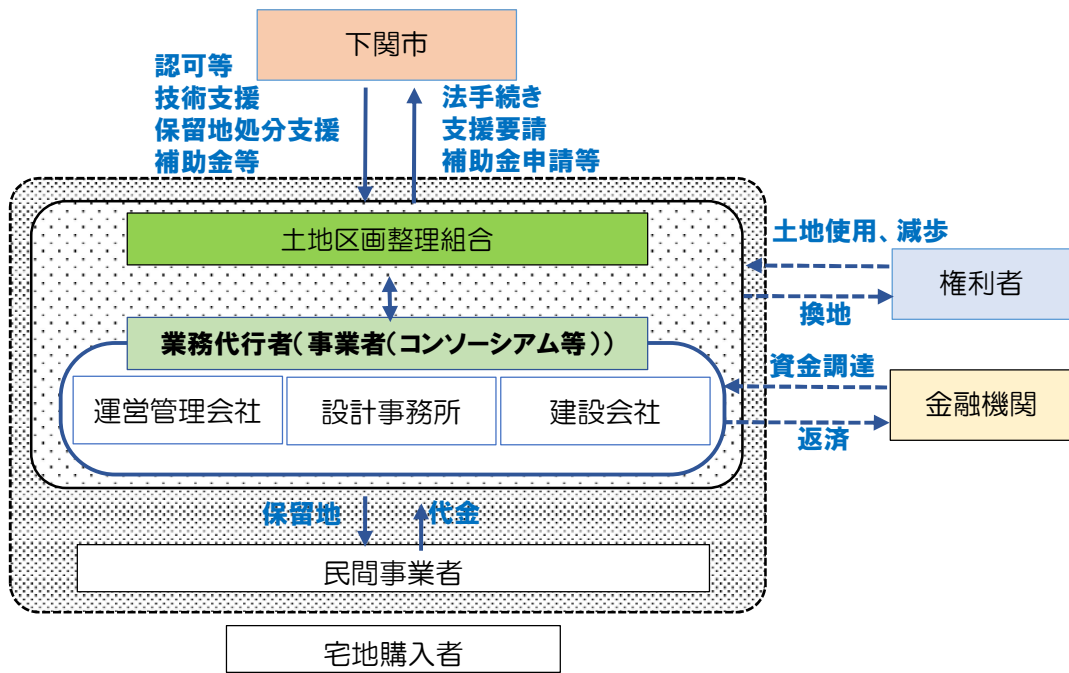 下関市
認可等
技術支援
保留地処分支援
補助金等
法手続き
支援要請
補助金申請等
土地区画整理組合
土地使用、減歩
権利者
換地
業務代行者(事業者(コンソーシアム等))
資金調達
運営管理会社
設計事務所
建設会社
金融機関
返済
保留地
代金
民間事業者
宅地購入者